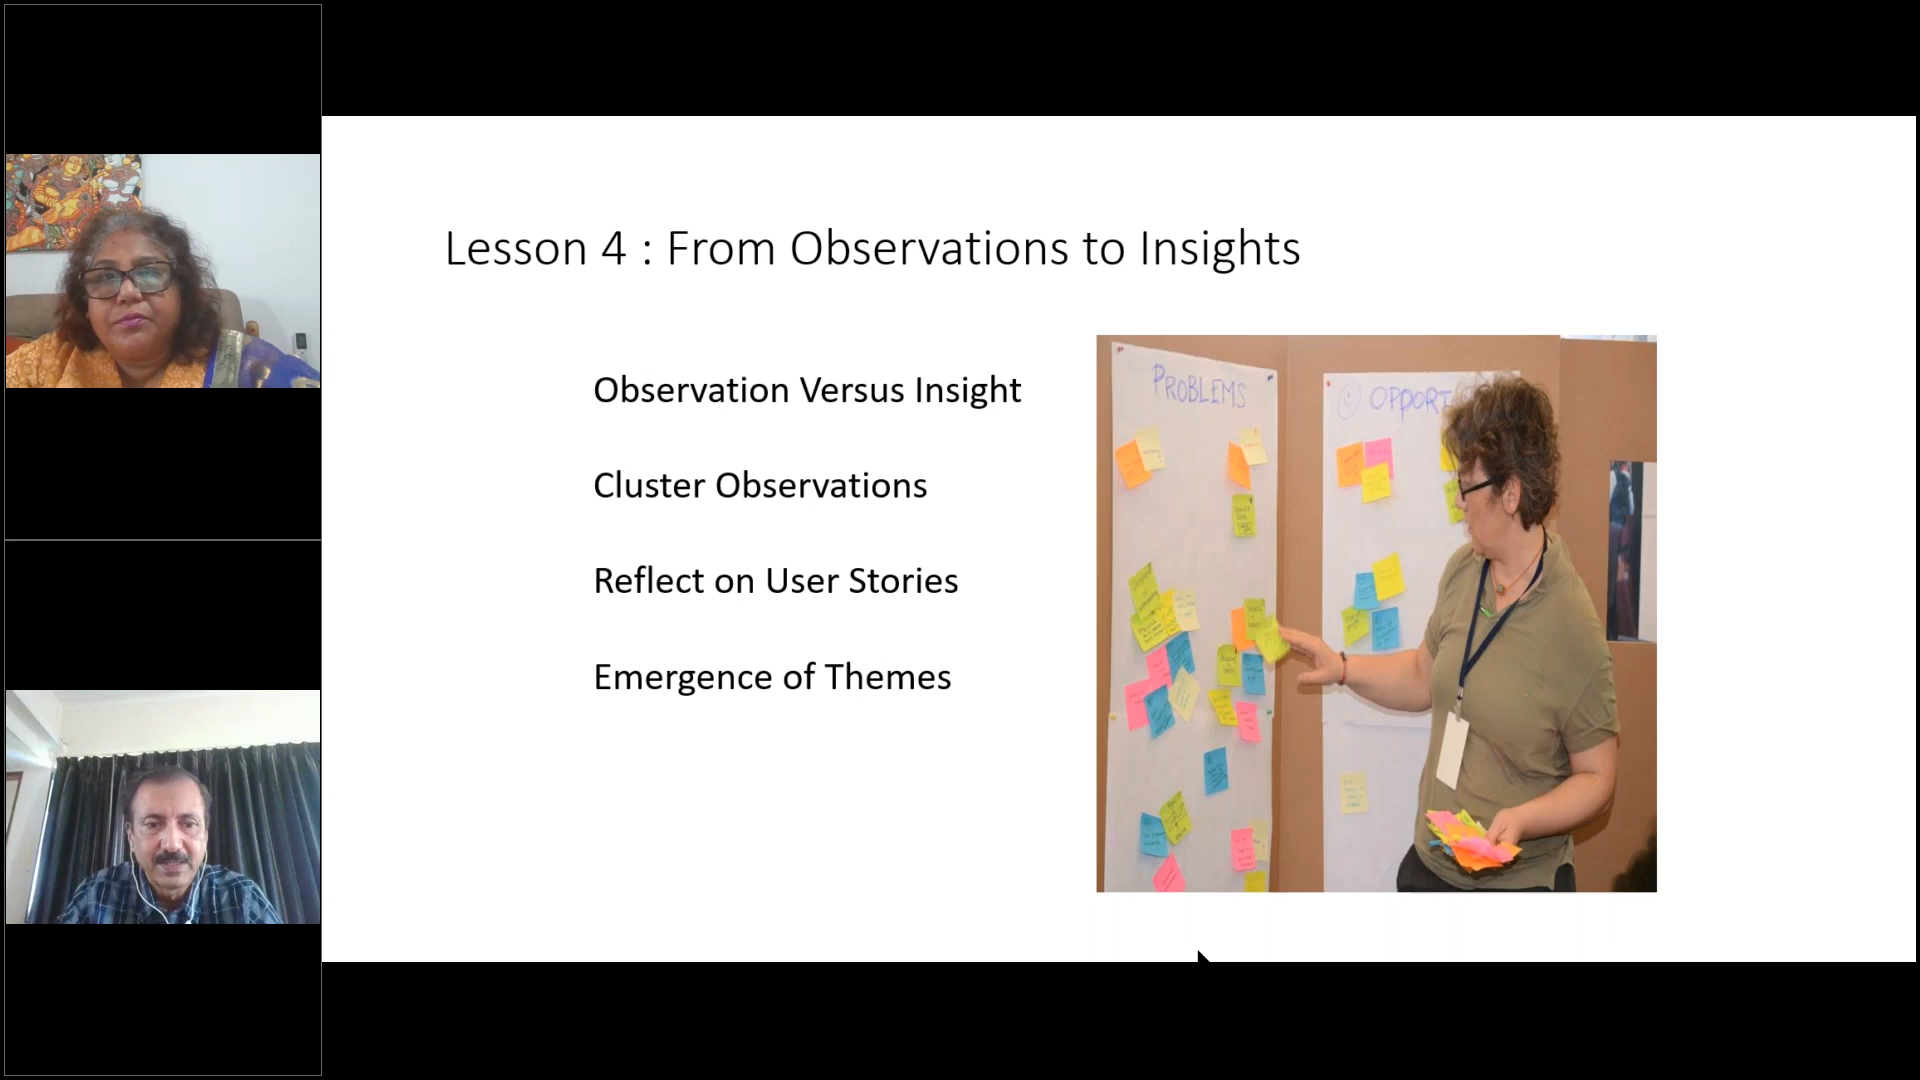 Lesson 4 : From Observations to Insights
Observation Versus Insight
Cluster Observations
Reflect on User Stories
Emergence of Themes
PROBLEMS
OPPORT